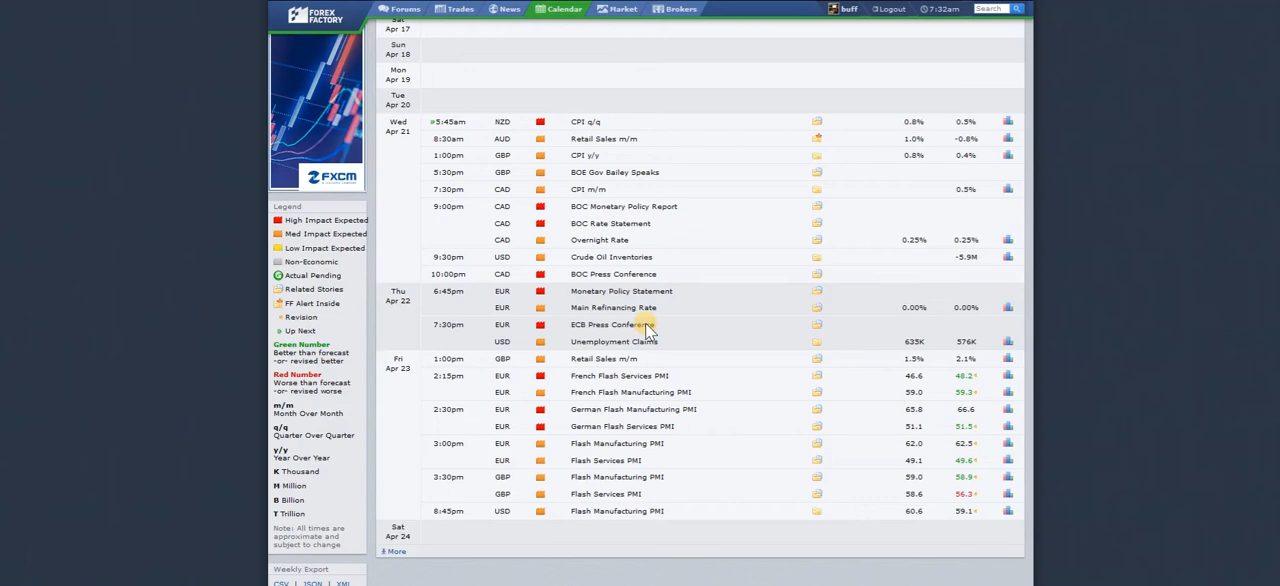 FOREX FACTORY
Forums Trades News Calendar Market Brokers buff Logout 7:32am Search
FXCM
Legend
High Impact Expected
Med Impact Expected
Low Impact Expected
Non-Economic
Actual Pending
Related Stories
FF Alert Inside
Revision
Up Next
Green Number
Better than forecast
-or- revised better
Red Number
Worse than forecast
-or- revised worse
m/m
Month Over Month
q/q
Quarter Over Quarter
y/y
Year Over Year
K Thousand
M Million
B Billion
T Trillion
Note: All times are
approximate and
subject to change
Weekly Export
CSV | JSON | XML
Sat
Apr 17
Sun
Apr 18
Mon
Apr 19
Tue
Apr 20
Wed
Apr 21
5:45am NZD CPI q/q 0.8% 0.5%
8:30am AUD Retail Sales m/m 1.0% -0.8%
1:00pm GBP CPI y/y 0.8% 0.4%
5:30pm GBP BOE Gov Bailey Speaks
7:30pm CAD CPI m/m 0.5%
9:00pm CAD BOC Monetary Policy Report
CAD BOC Rate Statement
CAD Overnight Rate 0.25% 0.25%
9:30pm USD Crude Oil Inventories -5.9M
10:00pm CAD BOC Press Conference
Thu
Apr 22
6:45pm EUR Monetary Policy Statement
EUR Main Refinancing Rate 0.00% 0.00%
7:30pm EUR ECB Press Conference
USD Unemployment Claims 635K 576K
Fri
Apr 23
1:00pm GBP Retail Sales m/m 1.5% 2.1%
2:15pm EUR French Flash Services PMI 46.6 48.2
EUR French Flash Manufacturing PMI 59.0 59.3
2:30pm EUR German Flash Manufacturing PMI 65.8 66.6
EUR German Flash Services PMI 51.1 51.5
3:00pm EUR Flash Manufacturing PMI 62.0 62.5
EUR Flash Services PMI 49.1 49.6
3:30pm GBP Flash Manufacturing PMI 59.0 58.9
GBP Flash Services PMI 58.6 56.3
8:45pm USD Flash Manufacturing PMI 60.6 59.1
Sat
Apr 24
More